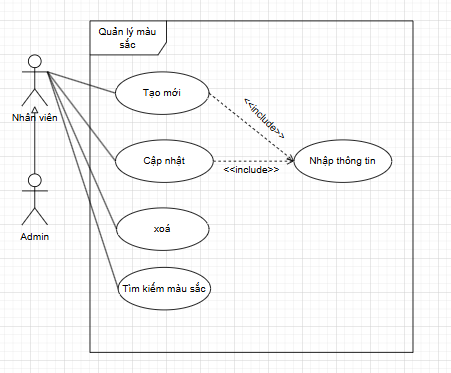 Quản lý màu
sắc
Nhân viên
Admin
Tạo mới
Cập nhật
xoá
Tìm kiếm màu sắc
<<include>>
<<include>>
Nhập thông tin